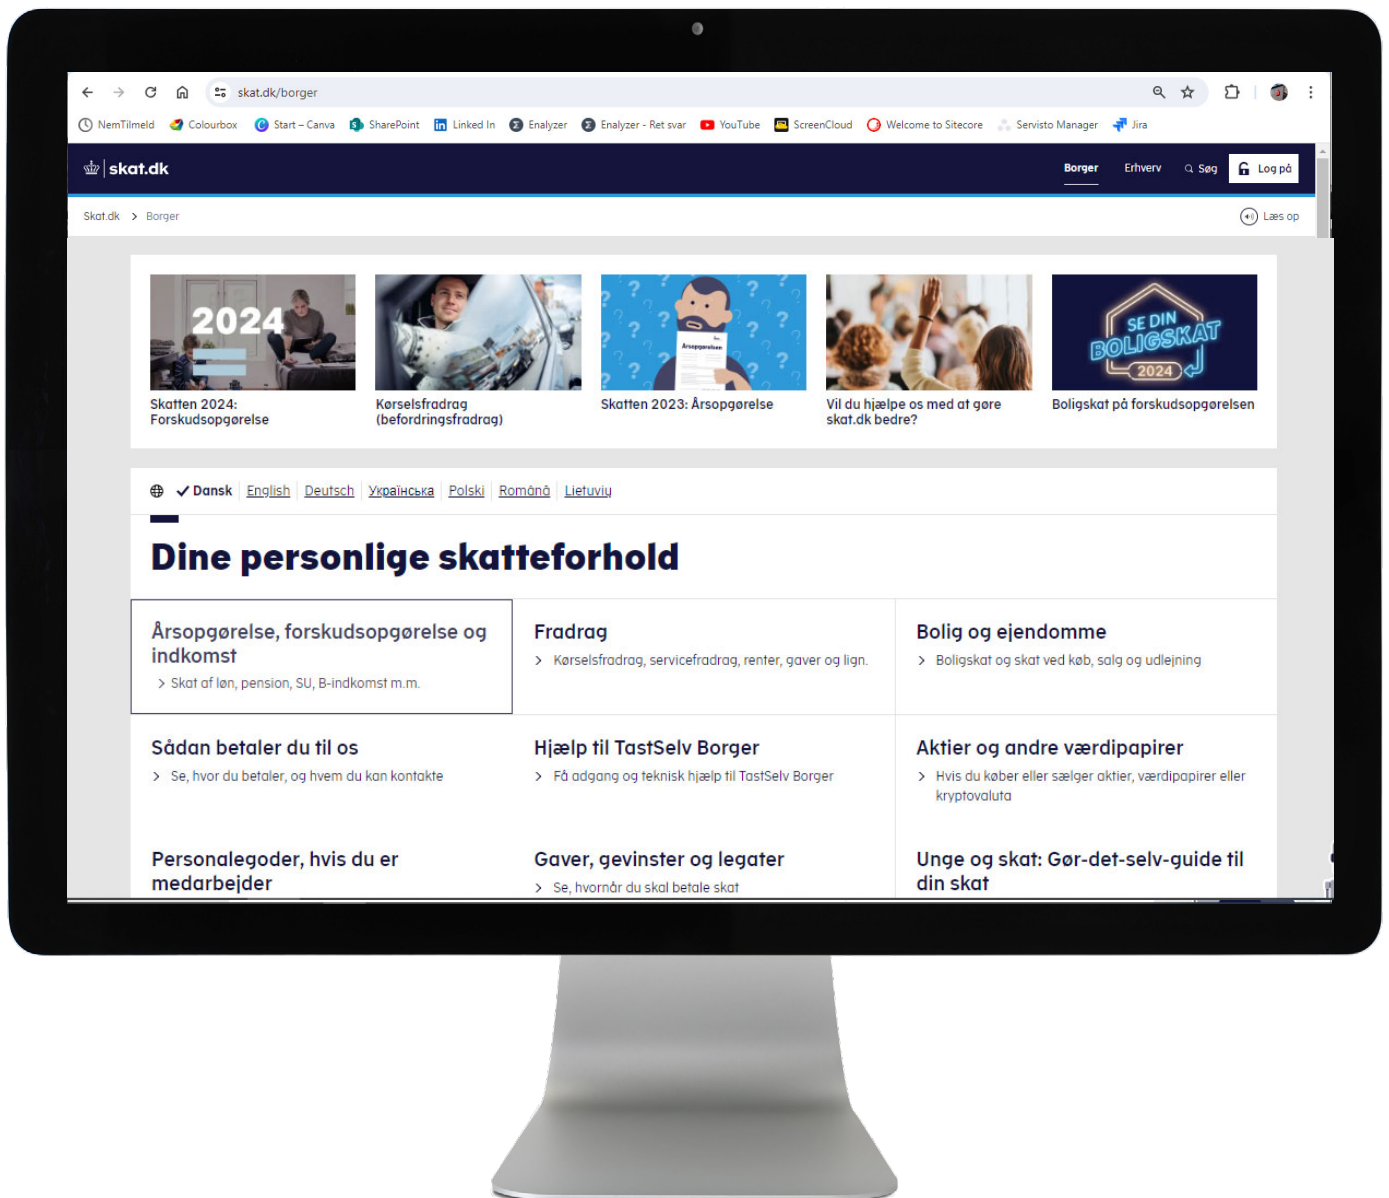 skat.dk/borger
NemTilmeld Colourbox Start – Canva SharePoint Linked In Enalyzer Enalyzer - Ret svar YouTube ScreenCloud Welcome to Sitecore Servisto Manager Jira
skat.dk Borger Erhverv Søg Log på
Skat.dk > Borger Læs op
2024
Årsopgørelsen
SE DIN
BOLIGSKAT
2024
Skatten 2024:
Forskudsopgørelse
Kørselsfradrag
(befordringsfradrag)
Skatten 2023: Årsopgørelse
Vil du hjælpe os med at gøre
skat.dk bedre?
Boligskat på forskudsopgørelsen
Dansk English Deutsch Українська Polski Română Lietuvių
Dine personlige skatteforhold
Årsopgørelse, forskudsopgørelse og
indkomst
> Skat af løn, pension, SU, B-indkomst m.m.
Fradrag
> Kørselsfradrag, servicefradrag, renter, gaver og lign.
Bolig og ejendomme
> Boligskat og skat ved køb, salg og udlejning
Sådan betaler du til os
> Se, hvor du betaler, og hvem du kan kontakte
Hjælp til TastSelv Borger
> Få adgang og teknisk hjælp til TastSelv Borger
Aktier og andre værdipapirer
> Hvis du køber eller sælger aktier, værdipapirer eller
kryptovaluta
Personalegoder, hvis du er
medarbejder
Gaver, gevinster og legater
> Se, hvornår du skal betale skat
Unge og skat: Gør-det-selv-guide til
din skat